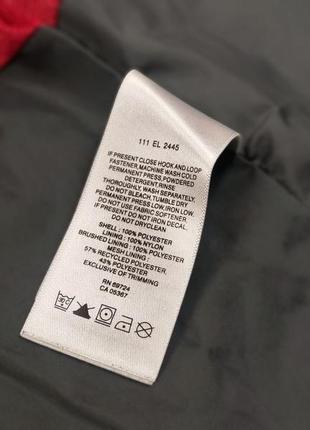 111 EL 2445
IF PRESENT CLOSE HOOK AND LOOP
FASTENER, MACHINE WASH COLD
PERMANENT PRESS, POWDERED
DETERGENT, RINSE
THOROUGHLY, WASH SEPARATELY,
DO NOT BLEACH, TUMBLE DRY
PERMANENT PRESS LOW, IRON LOW.
DO NOT USE FABRIC SOFTENER
IF PRESENT DO NOT IRON DECAL.
DO NOT DRYCLEAN
SHELL : 100% POLYESTER
LINING : 100% NYLON
BRUSHED LINING : 100% POLYESTER
MESH LINING :
57% RECYCLED POLYESTER,
43% POLYESTER
EXCLUSIVE OF TRIMMING
RN 69724
CA 05367